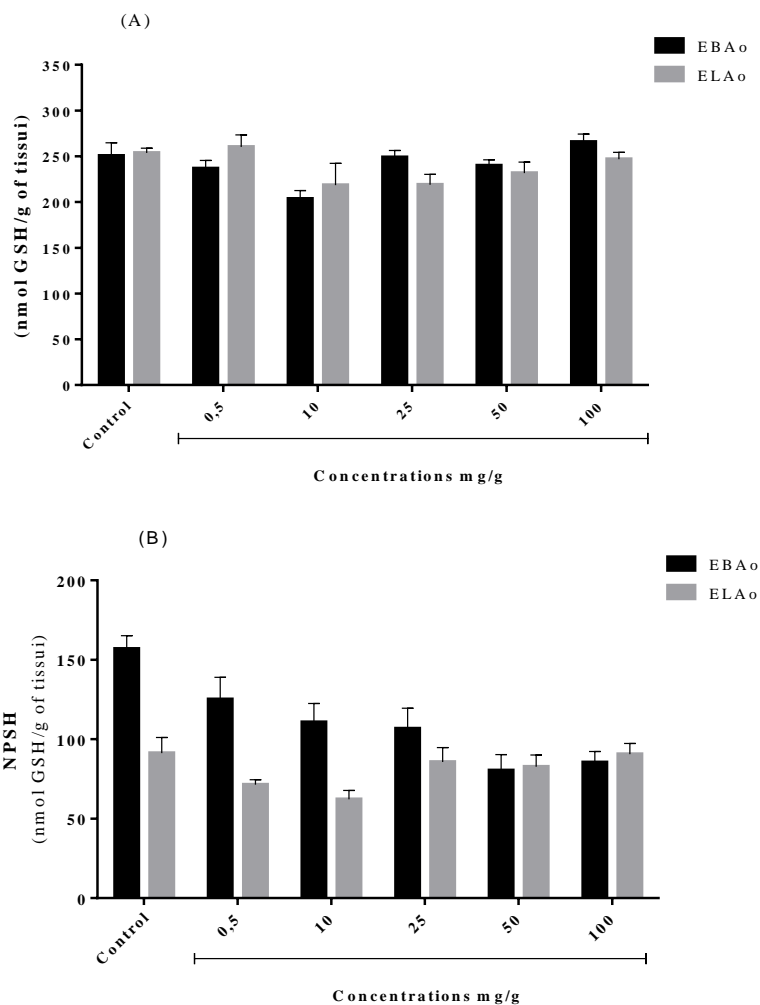 (A)
EBAo
ELAo
350
300
250
200
150
100
50
0
(nmol GSH/g of tissui)
Control
0,5
10
25
50
100
Concentrations mg/g
(B)
EBAo
ELAo
200
150
100
50
0
NPSH
(nmol GSH/g of tissui)
Control
0,5
10
25
50
100
Concentrations mg/g